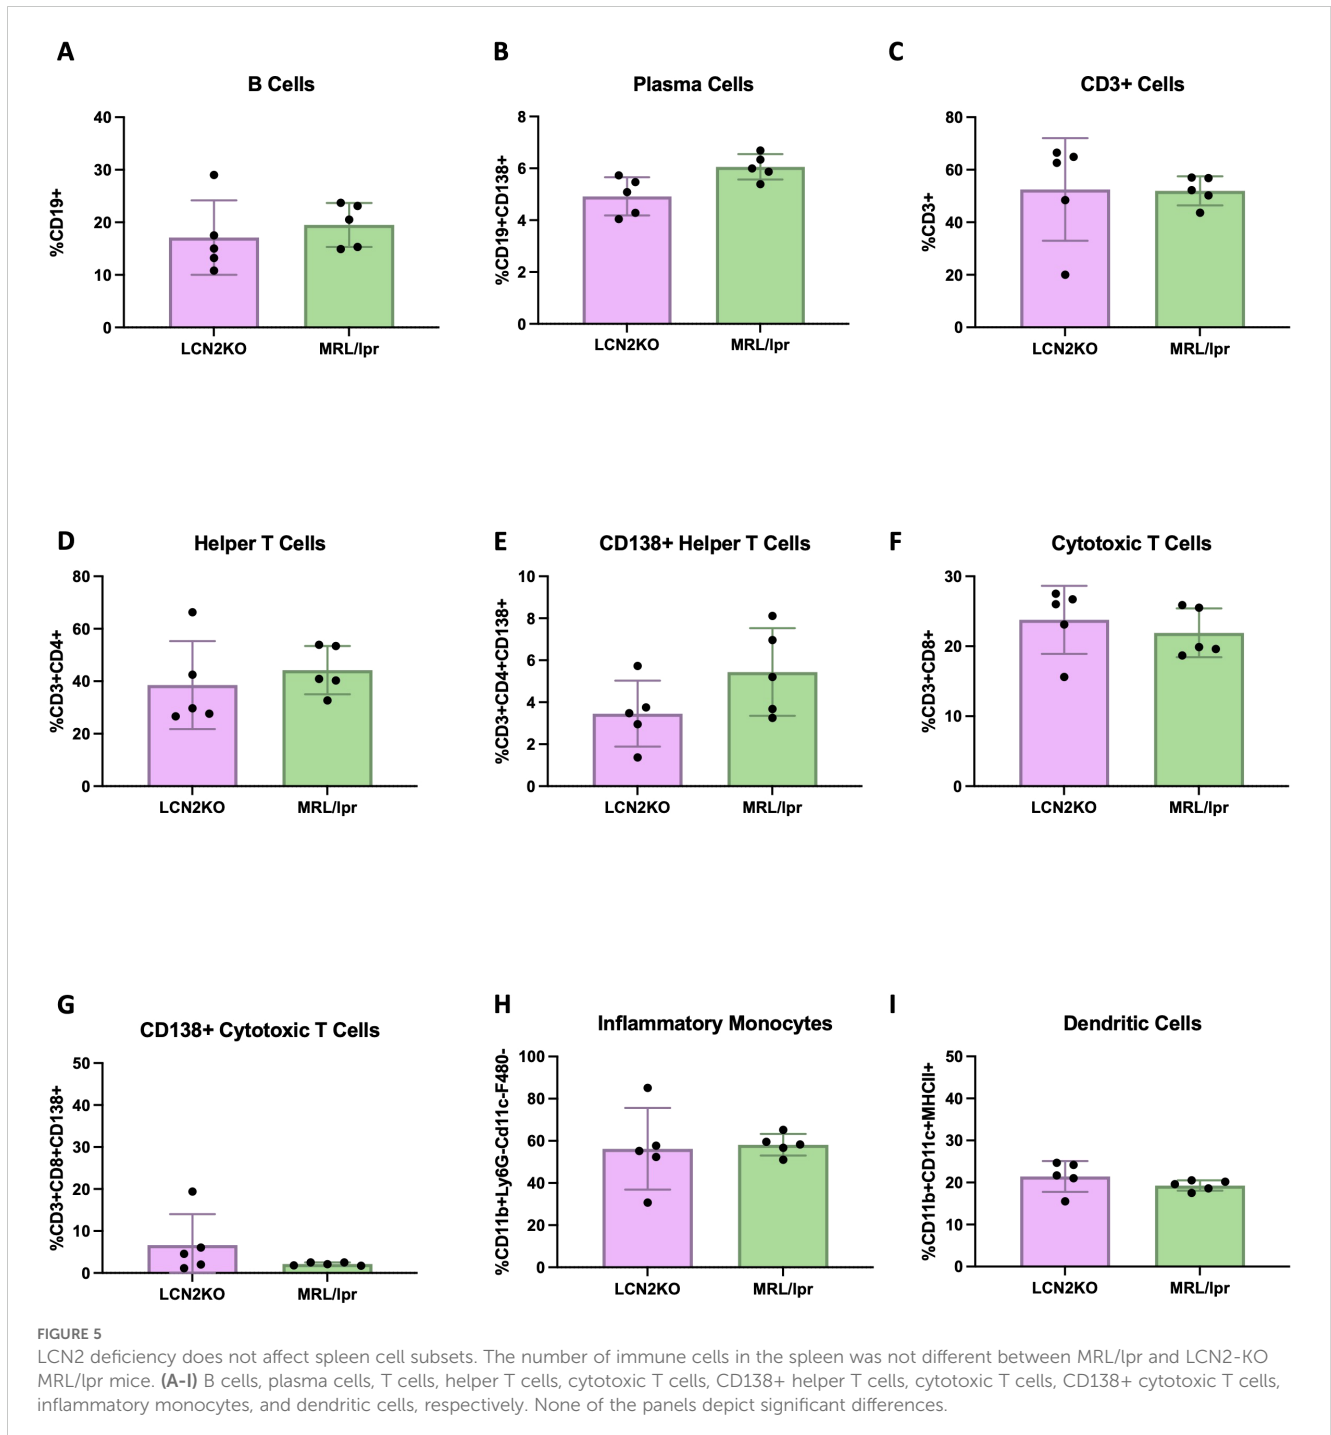 A
B Cells
%CD19+
40
30
20
10
0
LCN2KO MRL/lpr
B
Plasma Cells
%CD19+CD138+
8
6
4
2
0
LCN2KO MRL/lpr
C
CD3+ Cells
%CD3+
80
60
40
20
0
LCN2KO MRL/lpr
D
Helper T Cells
%CD3+CD4+
80
60
40
20
0
LCN2KO MRL/lpr
E
CD138+ Helper T Cells
%CD3+CD4+CD138+
10
8
6
4
2
0
LCN2KO MRL/lpr
F
Cytotoxic T Cells
%CD3+CD8+
30
20
10
0
LCN2KO MRL/lpr
G
CD138+ Cytotoxic T Cells
%CD3+CD8+CD138+
50
40
30
20
10
0
LCN2KO MRL/lpr
H
Inflammatory Monocytes
%CD11b+Ly6G-Cd11c-F480-
100
80
60
40
20
0
LCN2KO MRL/lpr
I
Dendritic Cells
%CD11b+CD11c+MHCII+
50
40
30
20
10
0
LCN2KO MRL/lpr
FIGURE 5
LCN2 deficiency does not affect spleen cell subsets. The number of immune cells in the spleen was not different between MRL/lpr and LCN2-KO
MRL/lpr mice. (A-I) B cells, plasma cells, T cells, helper T cells, cytotoxic T cells, CD138+ helper T cells, cytotoxic T cells, CD138+ cytotoxic T cells,
inflammatory monocytes, and dendritic cells, respectively. None of the panels depict significant differences.